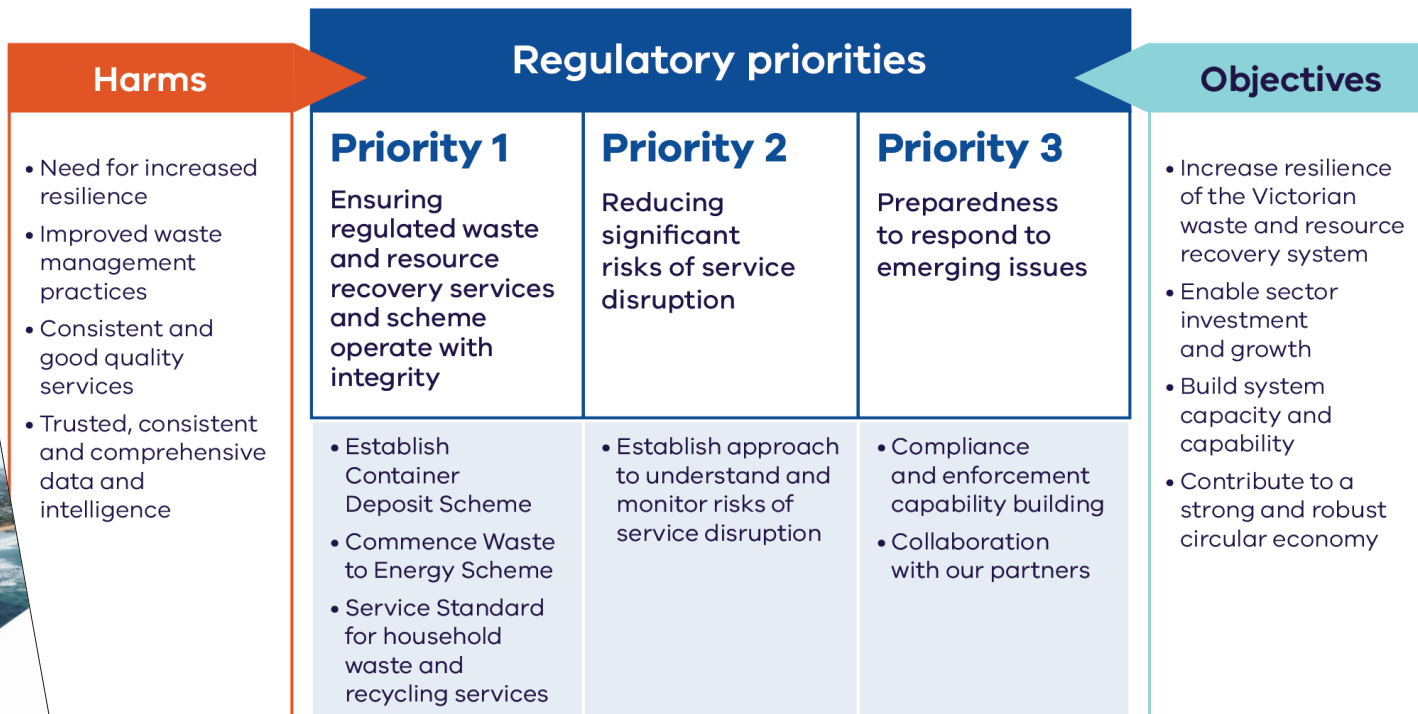 Harms
• Need for increased
resilience
• Improved waste
management
practices
• Consistent and
good quality
services
• Trusted, consistent
and comprehensive
data and
intelligence
Regulatory priorities
Priority 1
Ensuring
regulated waste
and resource
recovery services
and scheme
operate with
integrity
• Establish
Container
Deposit Scheme
• Commence Waste
to Energy Scheme
• Service Standard
for household
waste and
recycling services
Priority 2
Reducing
significant
risks of service
disruption
• Establish approach
to understand and
monitor risks of
service disruption
Priority 3
Preparedness
to respond to
emerging issues
• Compliance
and enforcement
capability building
• Collaboration
with our partners
Objectives
• Increase resilience
of the Victorian
waste and resource
recovery system
• Enable sector
investment
and growth
• Build system
capacity and
capability
• Contribute to a
strong and robust
circular economy